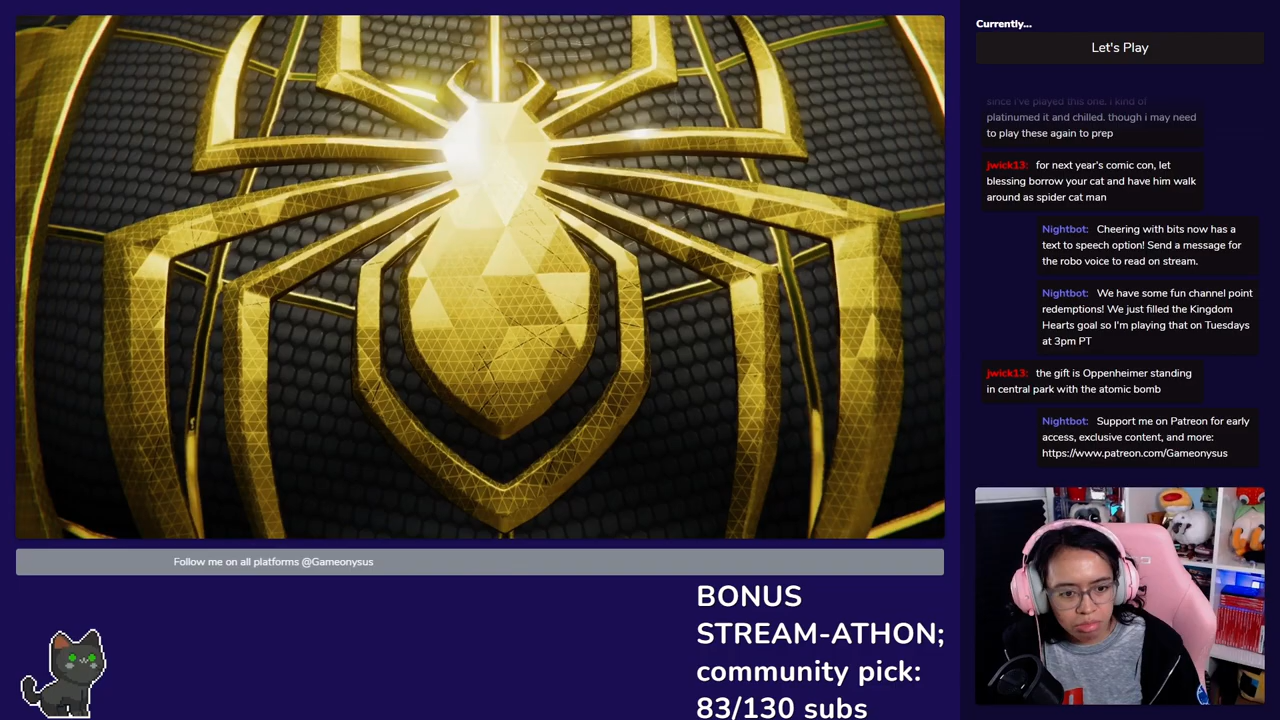 Currently...
Let's Play
since i've played this one. i kind of
platinumed it and chilled. though i may need
to play these again to prep
jwick13: for next year's comic con, let
blessing borrow your cat and have him walk
around as spider cat man
Nightbot: Cheering with bits now has a
text to speech option! Send a message for
the robo voice to read on stream.
Nightbot: We have some fun channel point
redemptions! We just filled the Kingdom
Hearts goal so I'm playing that on Tuesdays
at 3pm PT
jwick13: the gift is Oppenheimer standing
in central park with the atomic bomb
Nightbot: Support me on Patreon for early
access, exclusive content, and more:
https://www.patreon.com/Gameonysus
Follow me on all platforms @Gameonysus
BONUS
STREAM-ATHON;
community pick:
83/130 subs